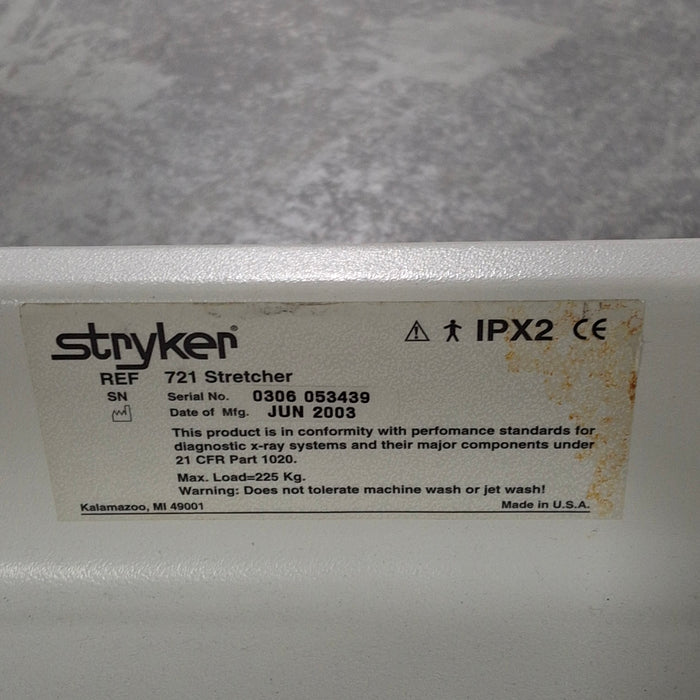 stryker®
⚠ IPX2 CE
REF 721 Stretcher
SN Serial No. 0306 053439
Date of Mfg. JUN 2003
This product is in conformity with perfomance standards for
diagnostic x-ray systems and their major components under
21 CFR Part 1020.
Max. Load=225 Kg.
Warning: Does not tolerate machine wash or jet wash!
Kalamazoo, MI 49001 Made in U.S.A.